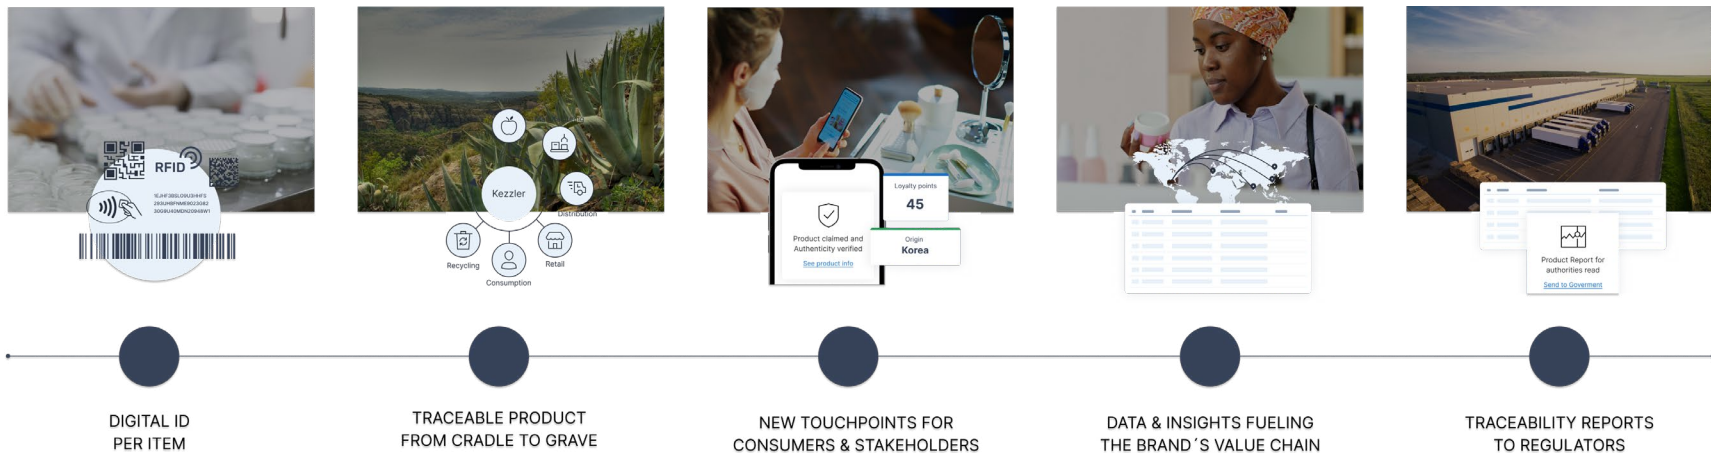 RFID
Kezzler
Distribution
Recycling
Retail
Consumption
Loyalty points
45
Product claimed and
Authenticity verified
See product info
Origin
Korea
Product Report for
authorities read
Send to Goverment
DIGITAL ID
PER ITEM
TRACEABLE PRODUCT
FROM CRADLE TO GRAVE
NEW TOUCHPOINTS FOR
CONSUMERS & STAKEHOLDERS
DATA & INSIGHTS FUELING
THE BRAND´S VALUE CHAIN
TRACEABILITY REPORTS
TO REGULATORS